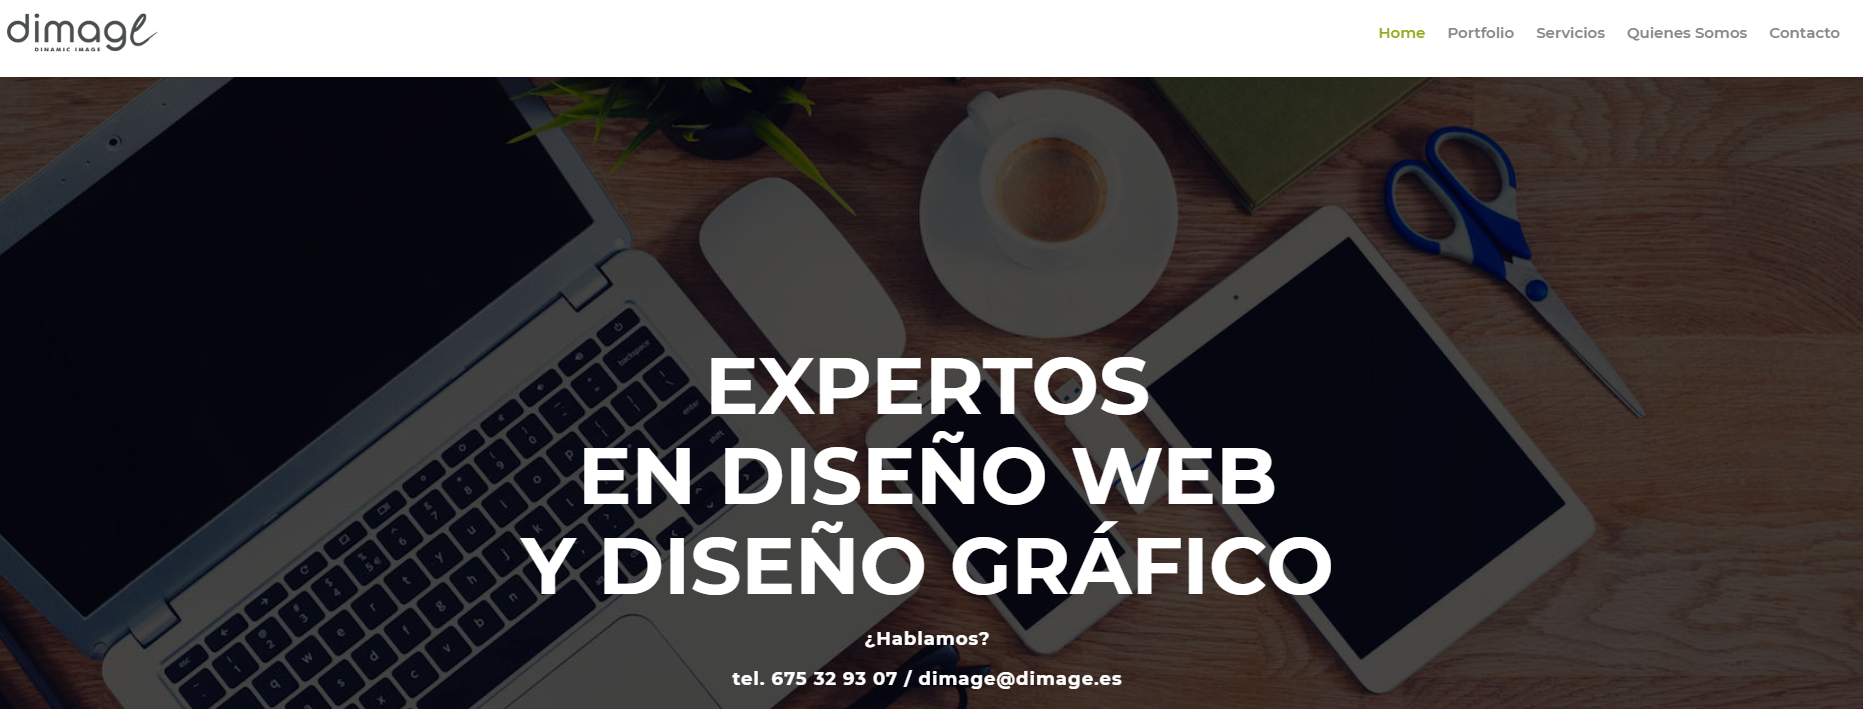 dimage
DINAMIC IMAGE
Home Portfolio Servicios Quienes Somos Contacto
EXPERTOS
EN DISEÑO WEB
Y DISEÑO GRÁFICO
¿Hablamos?
tel. 675 32 93 07 / dimage@dimage.es